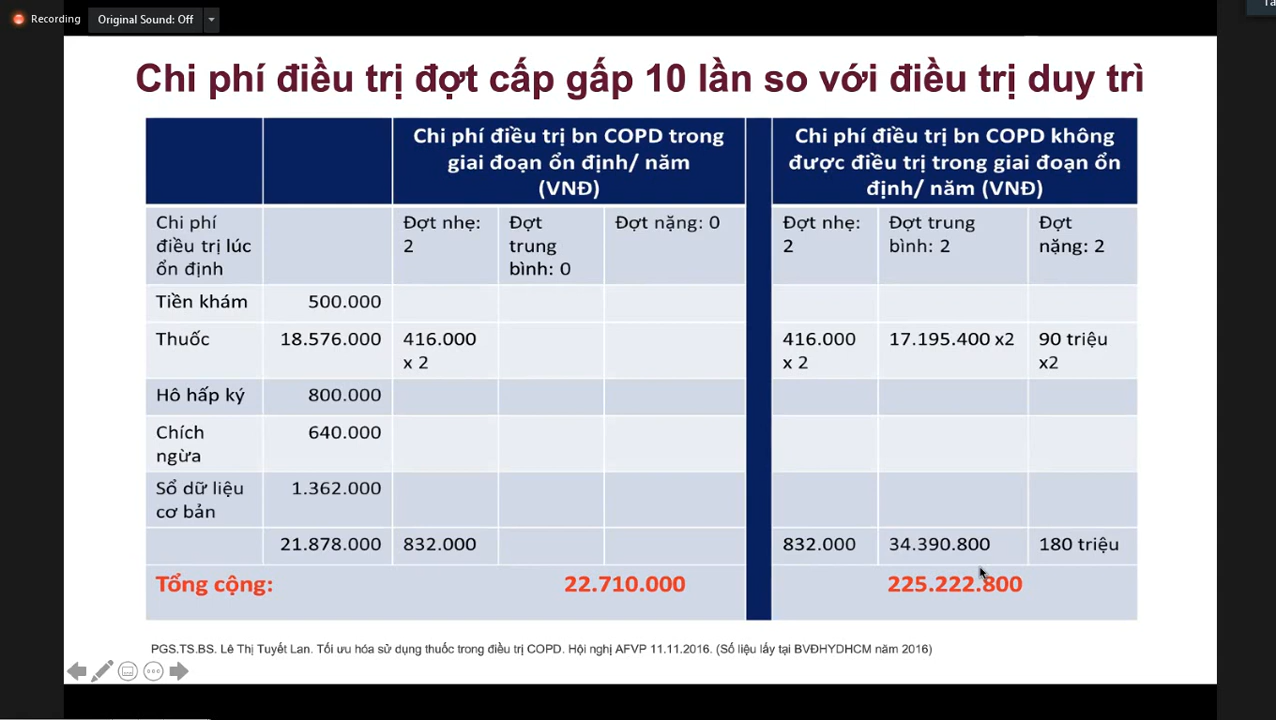 Recording
Original Sound: Off
Ta
Chi phí điều trị đợt cấp gấp 10 lần so với điều trị duy trì
Chi phí điều trị bn COPD trong
giai đoạn ổn định/ năm
(VNĐ)
Chi phí điều trị bn COPD không
được điều trị trong giai đoạn ổn
định/ năm (VNĐ)
Chi phí
điều trị lúc
ổn định
Đợt nhẹ:
2
Đợt
trung
bình: 0
Đợt nặng: 0
Đợt nhẹ:
2
Đợt trung
bình: 2
Đợt
nặng: 2
Tiền khám
500.000
Thuốc
18.576.000
416.000
x 2
416.000
x 2
17.195.400 x2
90 triệu
x2
Hô hấp ký
800.000
Chích
ngừa
640.000
Sổ dữ liệu
cơ bản
1.362.000
21.878.000
832.000
832.000
34.390.800
180 triệu
Tổng cộng:
22.710.000
225.222.800
PGS.TS.BS. Lê Thị Tuyết Lan. Tối ưu hóa sử dụng thuốc trong điều trị COPD. Hội nghị AFVP 11.11.2016. (Số liệu lấy tại BVĐHYDHCM năm 2016)